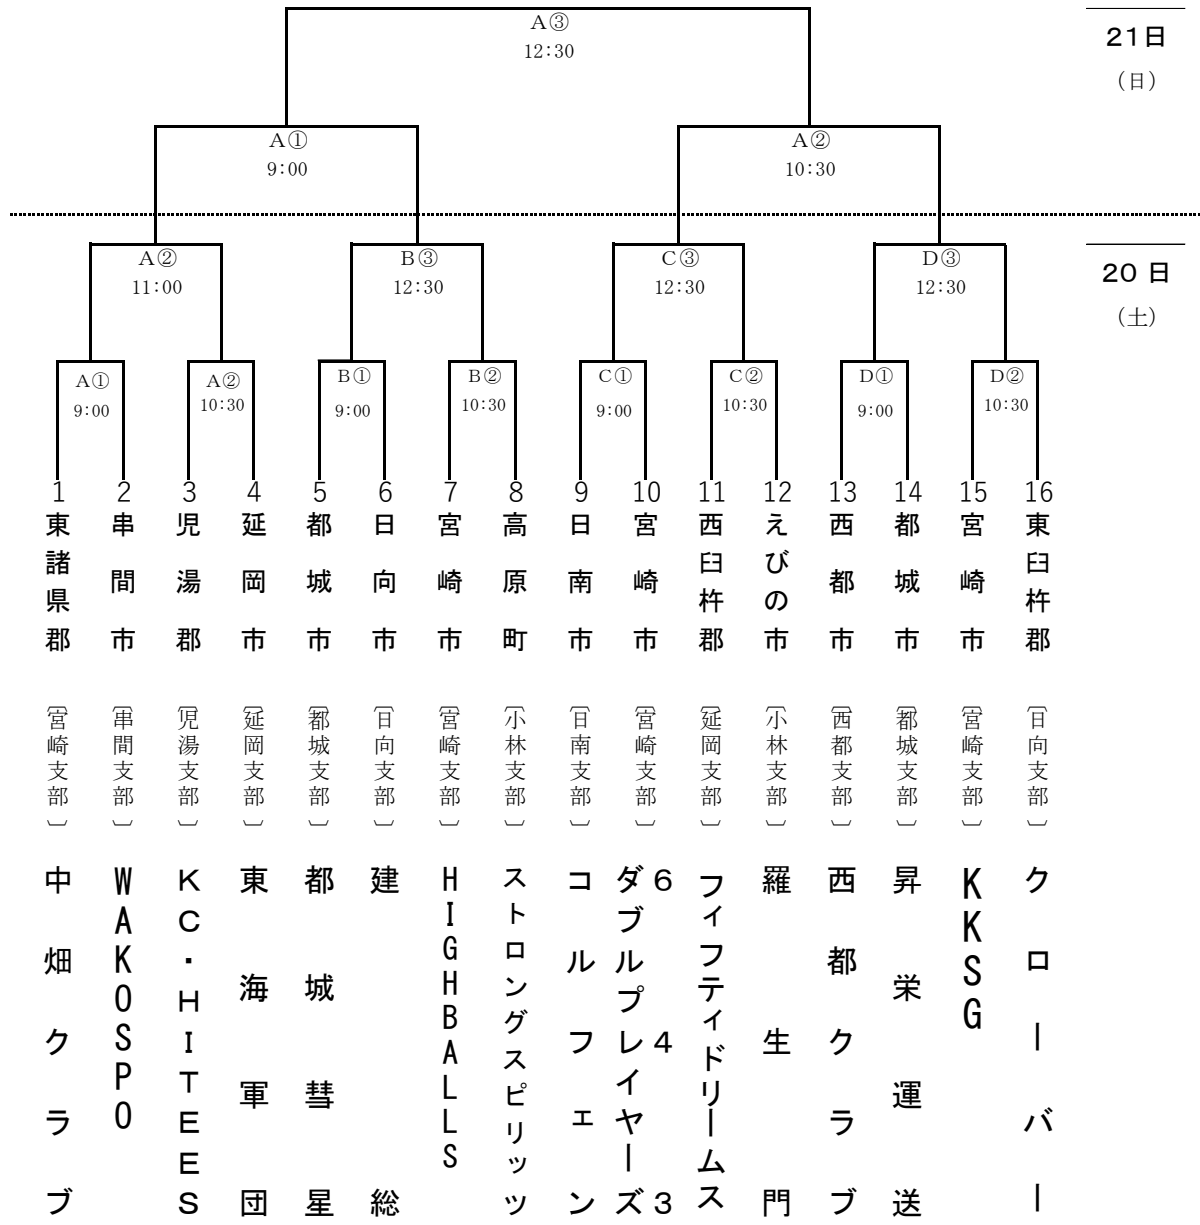 A③
12:30
21日
（日）
A①
9:00
A②
10:30
A②
11:00
B③
12:30
C③
12:30
D③
12:30
20 日
（土）
A①
9:00
A②
10:30
B①
9:00
B②
10:30
C①
9:00
C②
10:30
D①
9:00
D②
10:30
1
東諸県郡
〔宮崎支部〕
中畑クラブ
2
串間市
〔串間支部〕
WAKOSPO
3
児湯郡
〔児湯支部〕
KC・HITEES
4
延岡市
〔延岡支部〕
東海軍団
5
都城市
〔都城支部〕
都城彗星
6
日向市
〔日向支部〕
建総
7
宮崎市
〔宮崎支部〕
HIGHBALLS
8
高原町
〔小林支部〕
ストロングスピリッツ
9
日南市
〔日南支部〕
コルフェン
10
宮崎市
〔宮崎支部〕
643
ダブルプレイヤーズ
11
西臼杵郡
〔延岡支部〕
フィフティドリームス
12
えびの市
〔小林支部〕
羅生門
13
西都市
〔西都支部〕
西都クラブ
14
都城市
〔都城支部〕
昇栄運送
15
宮崎市
〔宮崎支部〕
KKSG
16
東臼杵郡
〔日向支部〕
クローバー